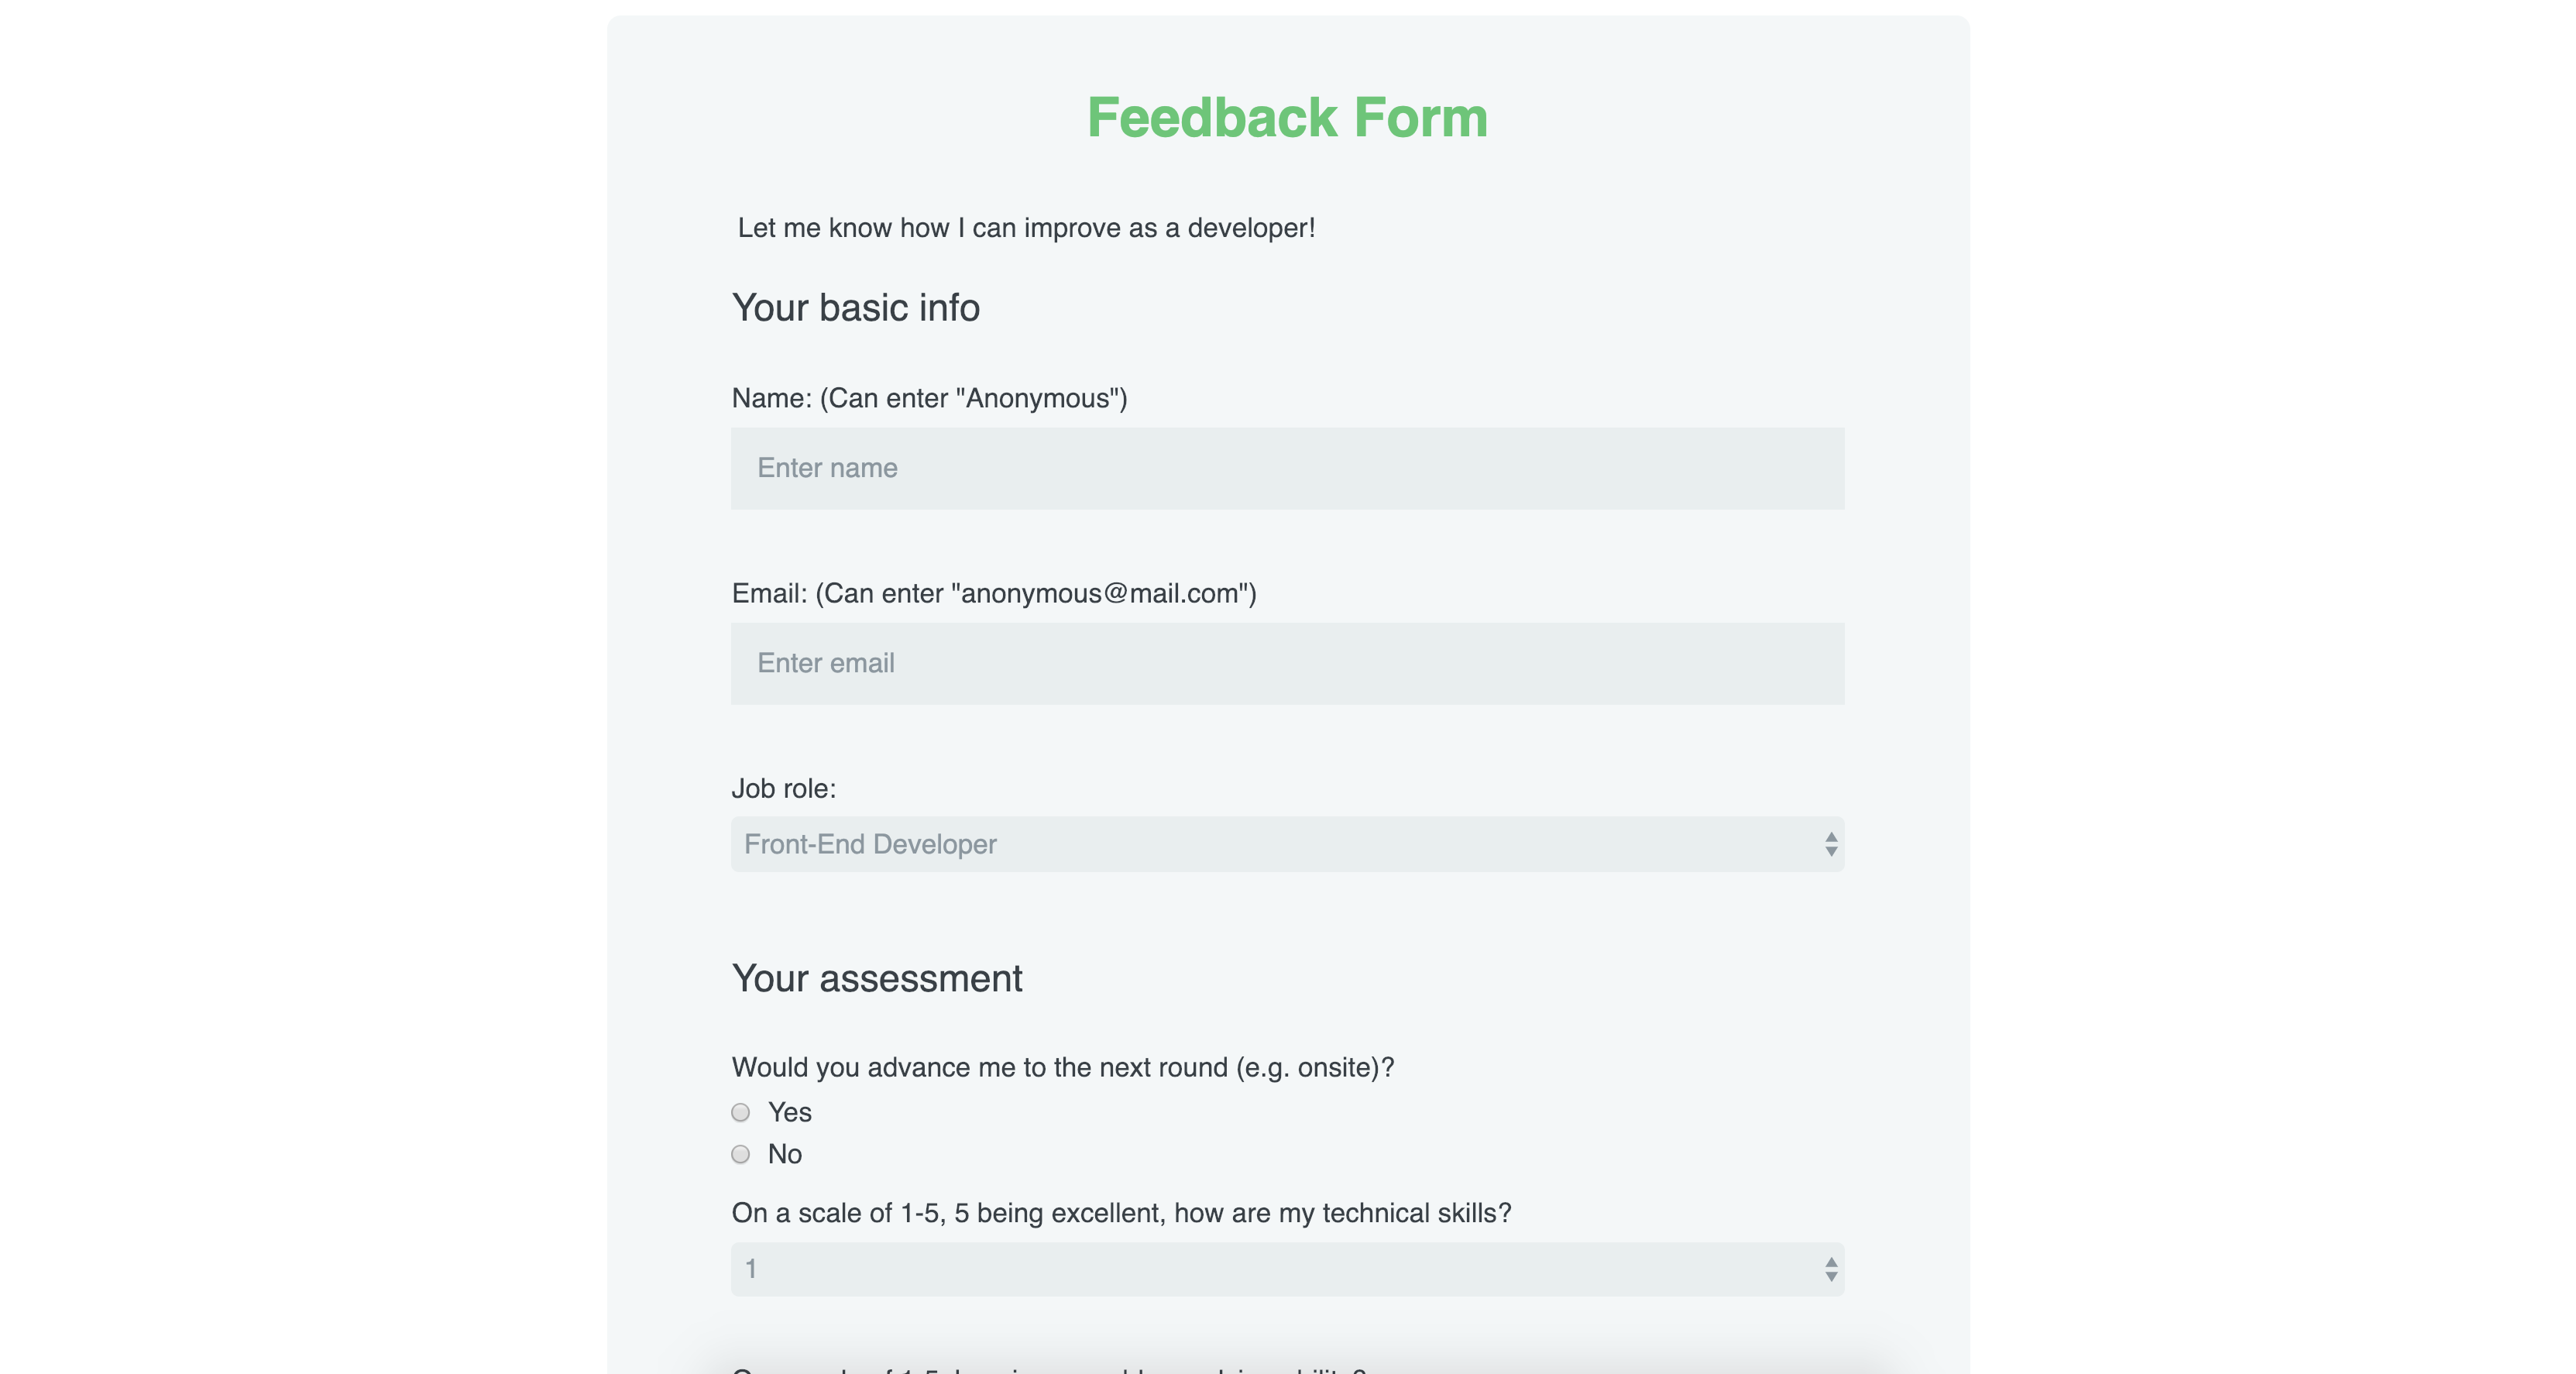 Feedback Form
Let me know how I can improve as a developer!
Your basic info
Name: (Can enter "Anonymous")
Enter name
Email: (Can enter "anonymous@mail.com")
Enter email
Job role:
Front-End Developer
Your assessment
Would you advance me to the next round (e.g. onsite)?
Yes
No
On a scale of 1-5, 5 being excellent, how are my technical skills?
1